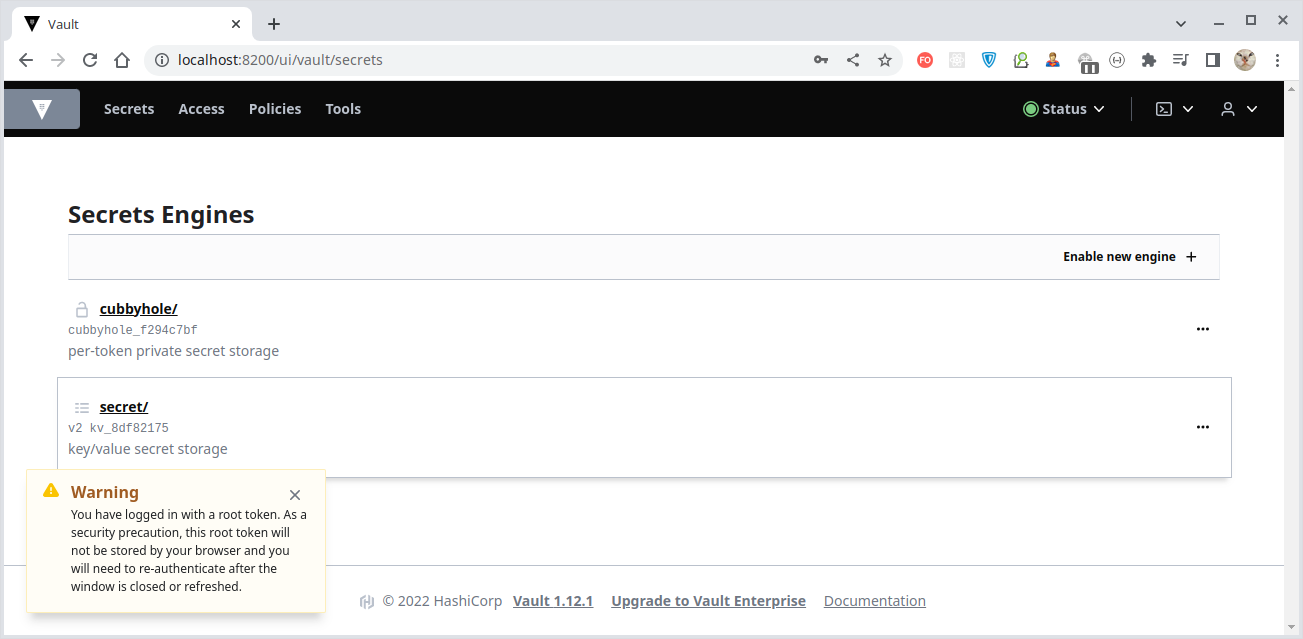 Vault
localhost:8200/ui/vault/secrets
FO
Secrets Access Policies Tools Status
Secrets Engines
Enable new engine
cubbyhole/
cubbyhole_f294c7bf
per-token private secret storage
secret/
v2 kv_8df82175
key/value secret storage
Warning
You have logged in with a root token. As a
security precaution, this root token will
not be stored by your browser and you
will need to re-authenticate after the
window is closed or refreshed.
© 2022 HashiCorp Vault 1.12.1 Upgrade to Vault Enterprise Documentation